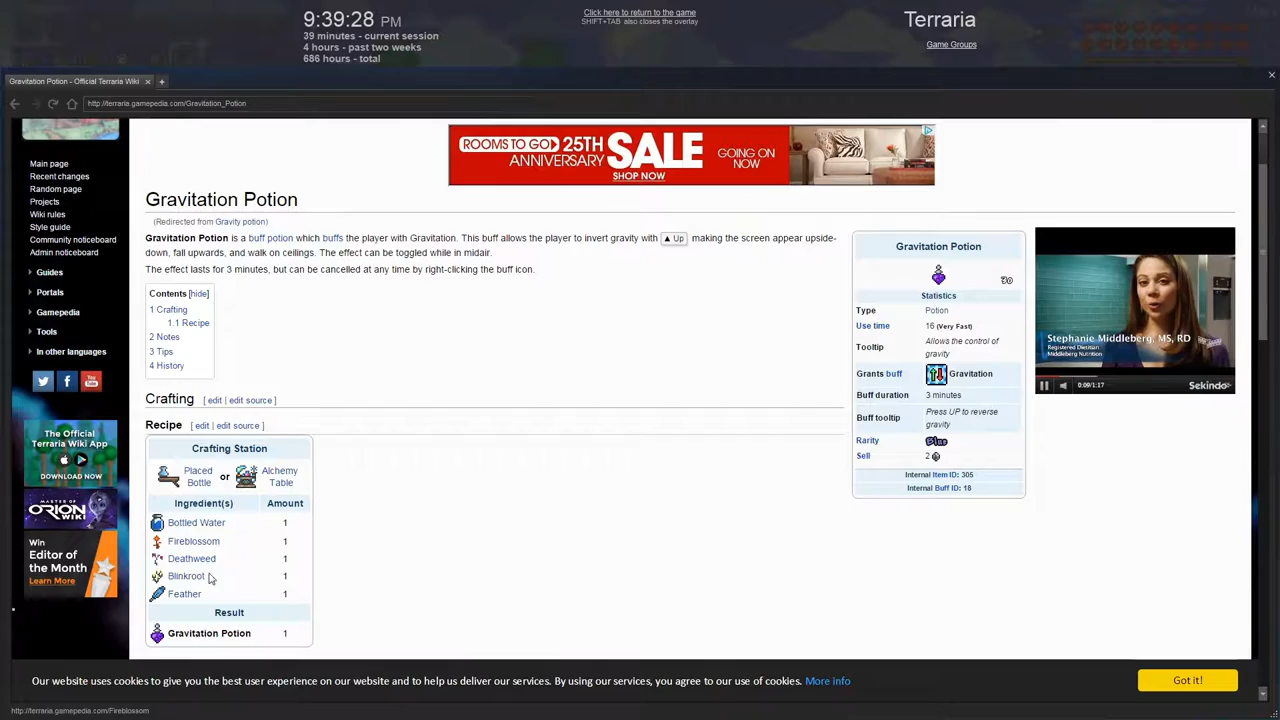 9:39:28 PM
39 minutes - current session
4 hours - past two weeks
686 hours - total
Click here to return to the game
SHIFT+TAB also closes the overlay
Terraria
Game Groups
Gravitation Potion - Official Terraria Wiki
http://terraria.gamepedia.com/Gravitation_Potion
Main page
Recent changes
Random page
Projects
Wiki rules
Style guide
Community noticeboard
Admin noticeboard
Guides
Portals
Gamepedia
Tools
In other languages
The Official
Terraria Wiki
App
DOWNLOAD NOW
MASTER OF
ORION WIKI
Win
Editor of
the Month
Learn More
ROOMS TO GO 25TH
ANNIVERSARY
SALE
GOING ON
NOW
SHOP NOW
Gravitation Potion
(Redirected from Gravity potion)
Gravitation Potion is a buff potion which buffs the player with Gravitation. This buff allows the player to invert gravity with ▲ Up making the screen appear upside-
down, fall upwards, and walk on ceilings. The effect can be toggled while in midair.
The effect lasts for 3 minutes, but can be cancelled at any time by right-clicking the buff icon.
Contents [hide]
1 Crafting
1.1 Recipe
2 Notes
3 Tips
4 History
Crafting [ edit | edit source ]
Recipe [ edit | edit source ]
Crafting Station
Placed
Bottle
or
Alchemy
Table
Ingredient(s) Amount
Bottled Water 1
Fireblossom 1
Deathweed 1
Blinkroot 1
Feather 1
Result
Gravitation Potion 1
Gravitation Potion
30
Statistics
Type Potion
Use time 16 (Very Fast)
Tooltip Allows the control of
gravity
Grants buff Gravitation
Buff duration 3 minutes
Buff tooltip Press UP to reverse
gravity
Rarity Blue
Sell 2
Internal Item ID: 305
Internal Buff ID: 18
Stephanie Middleberg, MS, RD
Registered Dietitian
Middleberg Nutrition
0:09/1:17
Sekindo
Our website uses cookies to give you the best user experience on our website and to help us deliver our services. By using our services, you agree to our use of cookies. More info
Got it!
http://terraria.gamepedia.com/Fireblossom